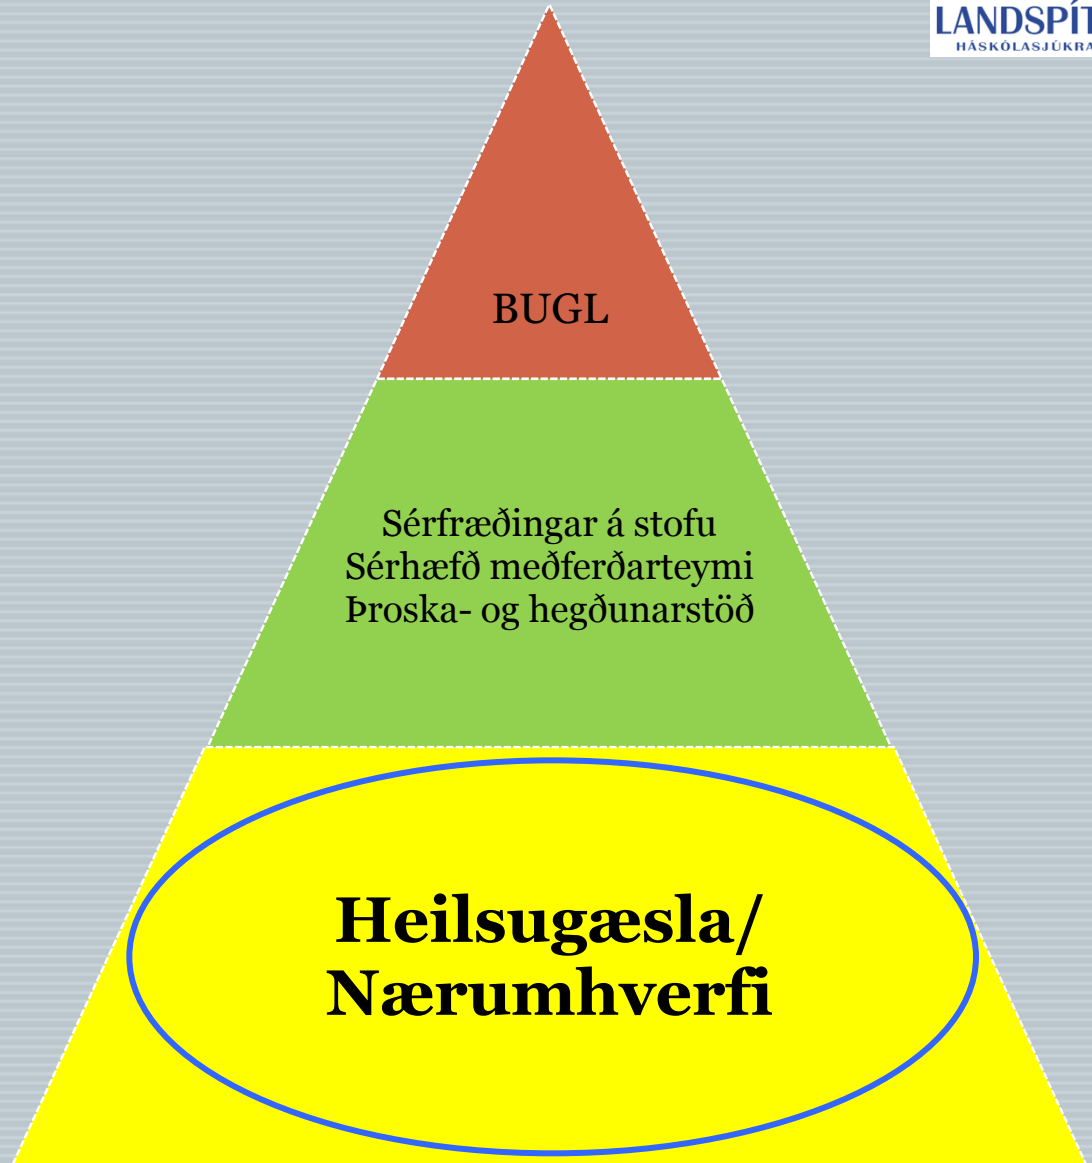 LANDSPÍT
HÁSKÓLASJÚKRA
BUGL
Sérfræðingar á stofu
Sérhæfð meðferðarteymi
Þroska- og hegðunarstöð
Heilsugæsla/
Nærumhverfi